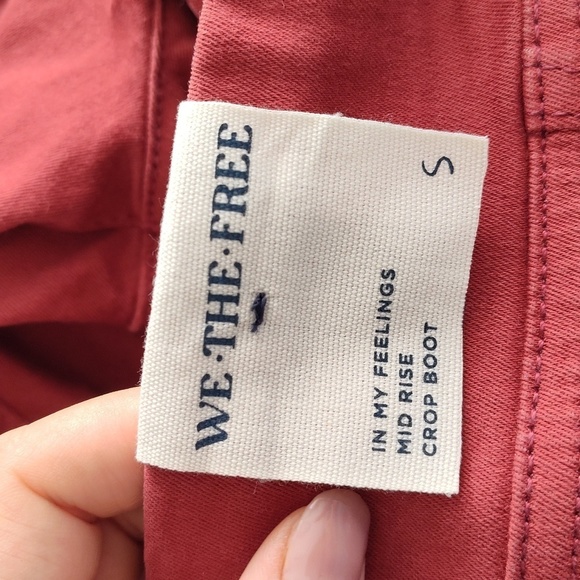 WE·THE·FREE
IN MY FEELINGS
MID RISE
CROP BOOT
S